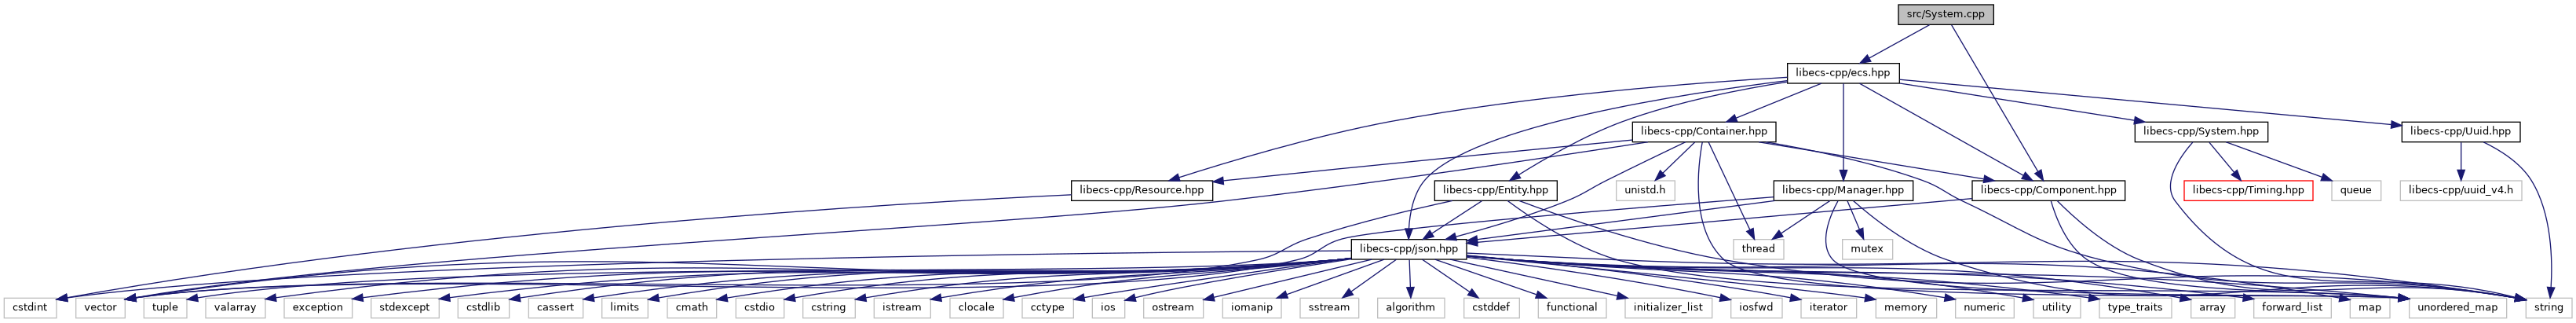 src/System.cpp
libecs-cpp/ecs.hpp
libecs-cpp/Container.hpp
libecs-cpp/System.hpp
libecs-cpp/Uuid.hpp
libecs-cpp/Resource.hpp
libecs-cpp/Entity.hpp
unistd.h
libecs-cpp/Manager.hpp
libecs-cpp/Component.hpp
libecs-cpp/Timing.hpp
queue
libecs-cpp/uuid_v4.h
libecs-cpp/json.hpp
thread
mutex
cstdint
vector
tuple
valarray
exception
stdexcept
cstdlib
cassert
limits
cmath
cstdio
cstring
istream
clocale
cctype
ios
ostream
iomanip
sstream
algorithm
cstddef
functional
initializer_list
iosfwd
iterator
memory
numeric
utility
type_traits
array
forward_list
map
unordered_map
string